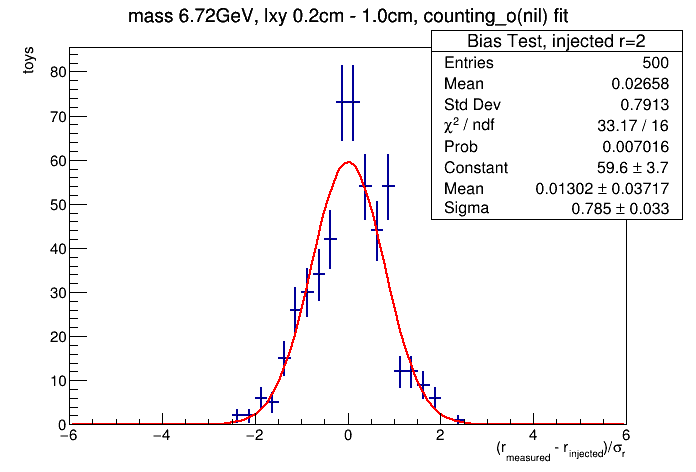 mass 6.72GeV, lxy 0.2cm - 1.0cm, counting_o(nil) fit
Bias Test, injected r=2
Entries 500
Mean 0.02658
Std Dev 0.7913
χ² / ndf 33.17 / 16
Prob 0.007016
Constant 59.6 ± 3.7
Mean 0.01302 ± 0.03717
Sigma 0.785 ± 0.033
toys
80
70
60
50
40
30
20
10
0
−6 −4 −2 0 2 4 6
(r_measured - r_injected)/σ_r